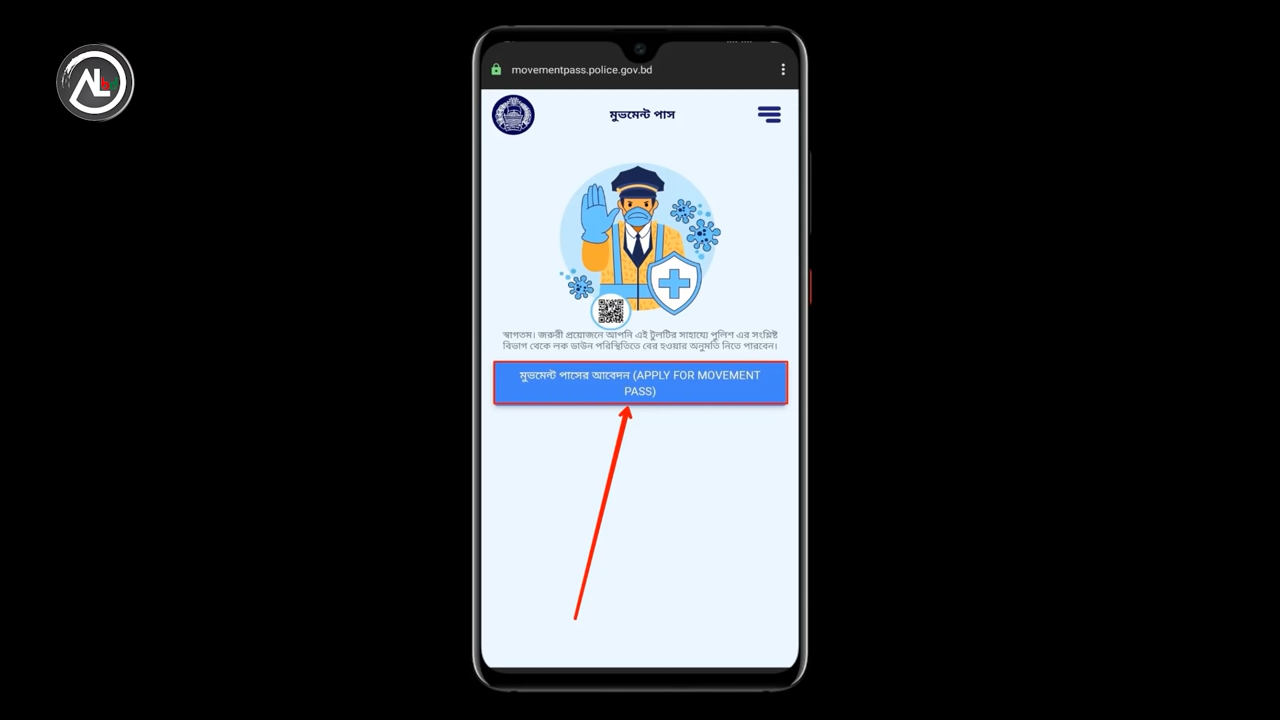 movementpass.police.gov.bd
মুভমেন্ট পাস
স্বাগতম। জরুরী প্রয়োজনে আপনি এই টুলটির সাহায্যে পুলিশ এর সংশ্লিষ্ট
বিভাগ থেকে লক ডাউন পরিস্থিতিতে বের হওয়ার অনুমতি নিতে পারবেন।
মুভমেন্ট পাসের আবেদন (APPLY FOR MOVEMENT
PASS)